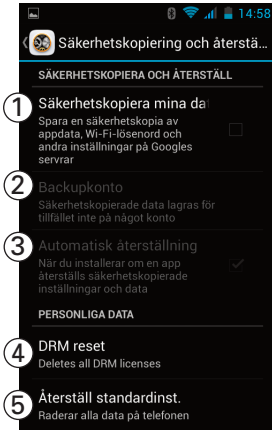 14:58
Säkerhetskopiering och återstä...
SÄKERHETSKOPIERA OCH ÅTERSTÄLL
1
Säkerhetskopiera mina dat
Spara en säkerhetskopia av
appdata, Wi-Fi-lösenord och
andra inställningar på Googles
servrar
2
Backupkonto
Säkerhetskopierade data lagras för
tillfället inte på något konto
3
Automatisk återställning
När du installerar om en app
återställs säkerhetskopierade
inställningar och data
PERSONLIGA DATA
4
DRM reset
Deletes all DRM licenses
5
Återställ standardinst.
Raderar alla data på telefonen